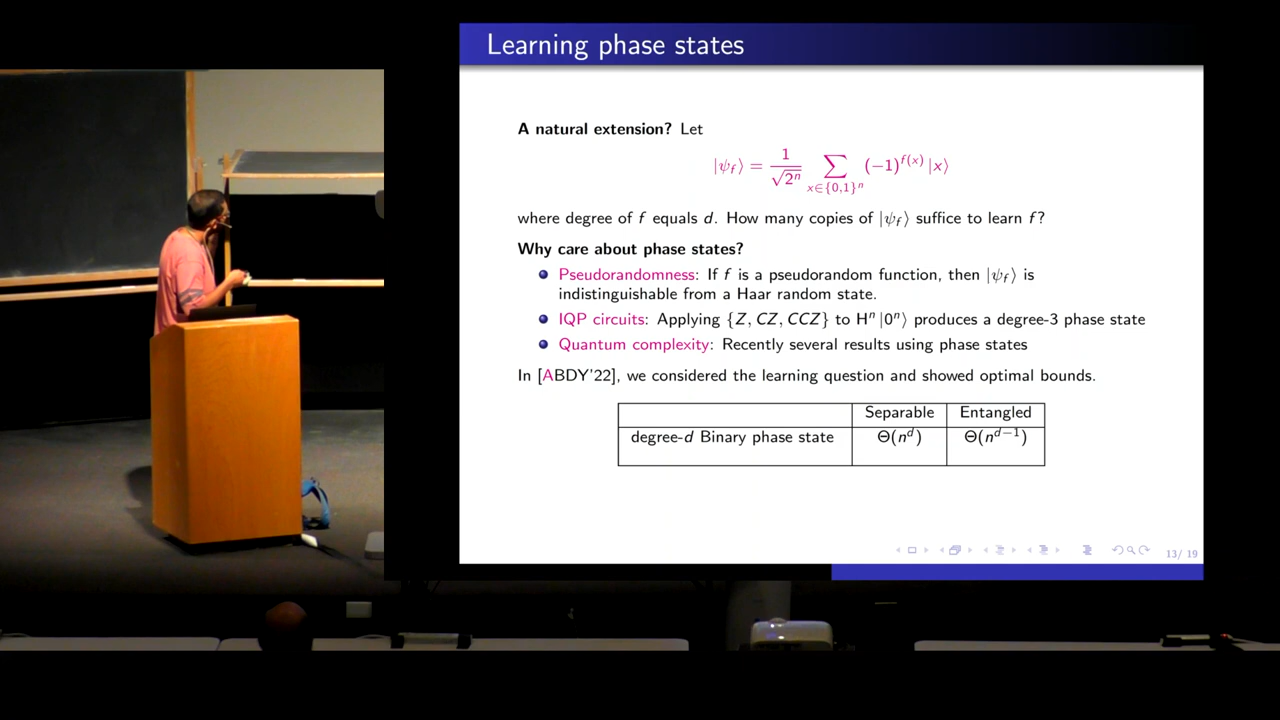 Learning phase states
A natural extension? Let
|ψ_f⟩ = 1/√2ⁿ ∑_{x∈{0,1}ⁿ} (−1)^{f(x)} |x⟩
where degree of f equals d. How many copies of |ψ_f⟩ suffice to learn f?
Why care about phase states?
Pseudorandomness: If f is a pseudorandom function, then |ψ_f⟩ is
indistinguishable from a Haar random state.
IQP circuits: Applying {Z, CZ, CCZ} to Hⁿ |0ⁿ⟩ produces a degree-3 phase state
Quantum complexity: Recently several results using phase states
In [ABDY'22], we considered the learning question and showed optimal bounds.
Separable Entangled
degree-d Binary phase state Θ(n^d) Θ(n^{d−1})
13/ 19